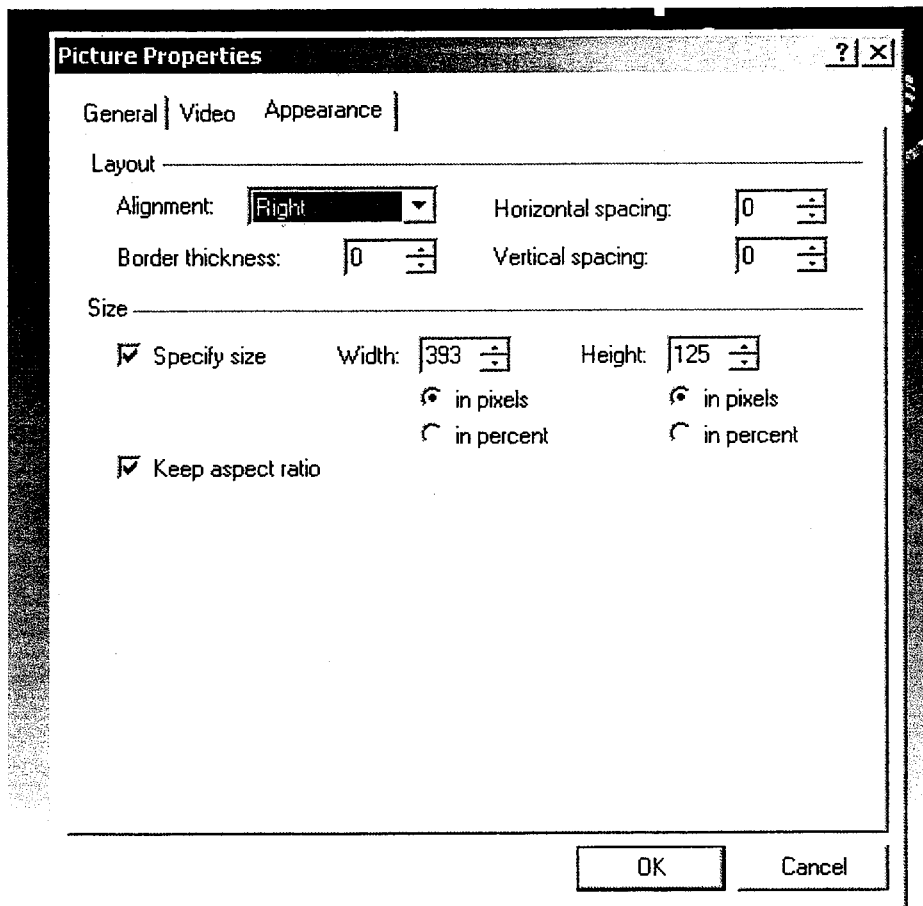 Picture Properties ? X
General Video Appearance
Layout
Alignment: Right Horizontal spacing: 0
Border thickness: 0 Vertical spacing: 0
Size
Specify size Width: 393 Height: 125
in pixels in pixels
in percent in percent
Keep aspect ratio
OK Cancel